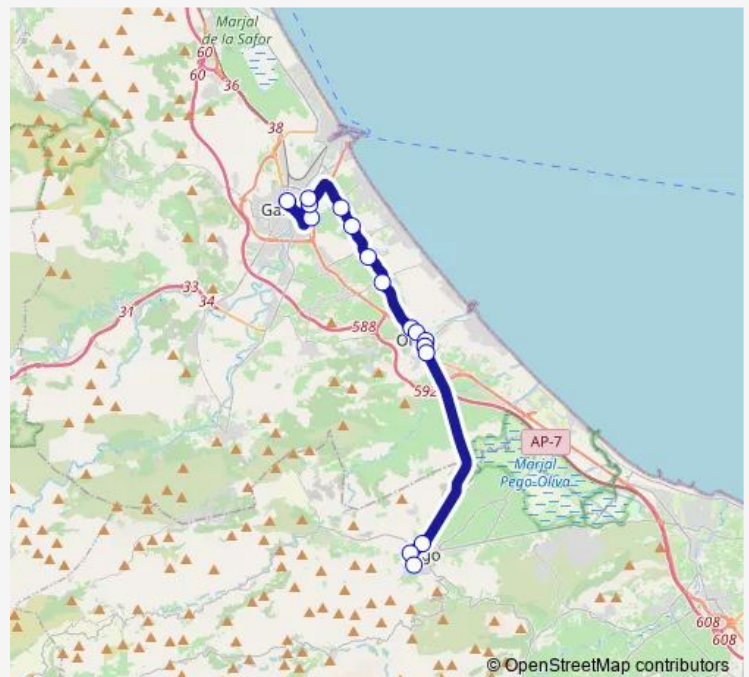 Marjal
de la Safor
60
60
36
38
Ga
33
34
31
588
O
592
AP-7
Marjal
Pego-Oliva
go
608
608
© OpenStreetMap contributors